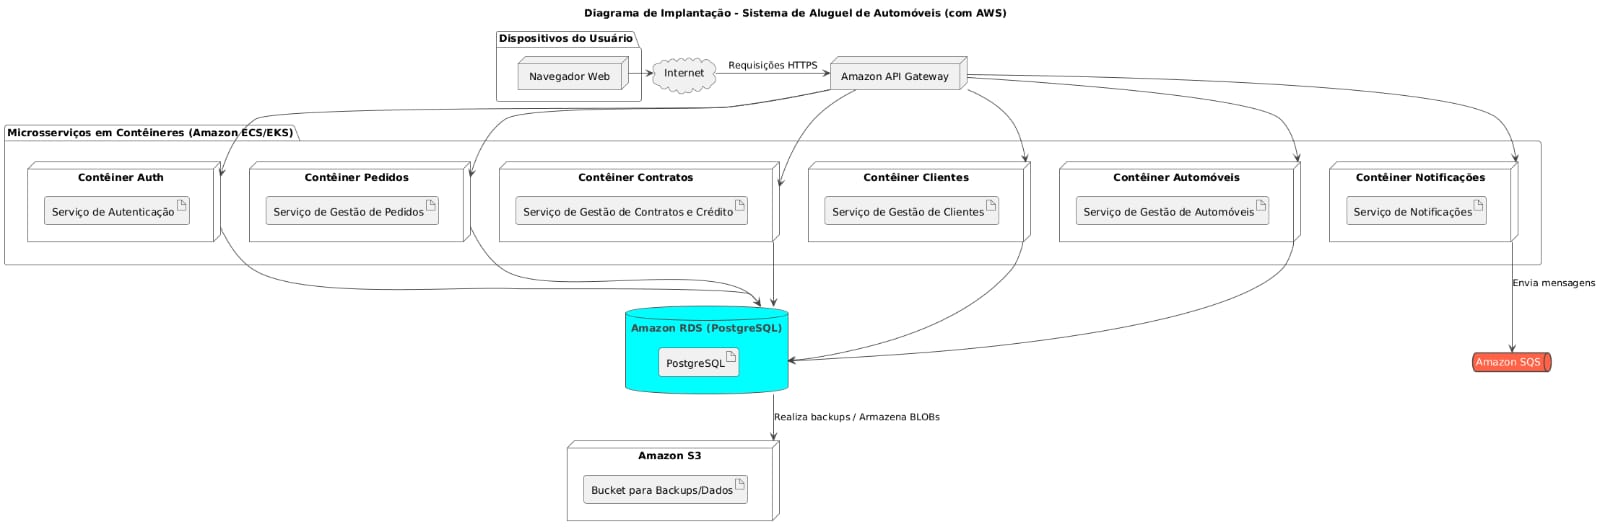 Diagrama de Implantação - Sistema de Aluguel de Automóveis (com AWS)
Dispositivos do Usuário
Navegador Web
Internet
Requisições HTTPS
Amazon API Gateway
Microsserviços em Contêineres (Amazon ECS/EKS)
Contêiner Auth
Serviço de Autenticação
Contêiner Pedidos
Serviço de Gestão de Pedidos
Contêiner Contratos
Serviço de Gestão de Contratos e Crédito
Contêiner Clientes
Serviço de Gestão de Clientes
Contêiner Automóveis
Serviço de Gestão de Automóveis
Contêiner Notificações
Serviço de Notificações
Envia mensagens
Amazon RDS (PostgreSQL)
PostgreSQL
Amazon SQS
Realiza backups / Armazena BLOBs
Amazon S3
Bucket para Backups/Dados